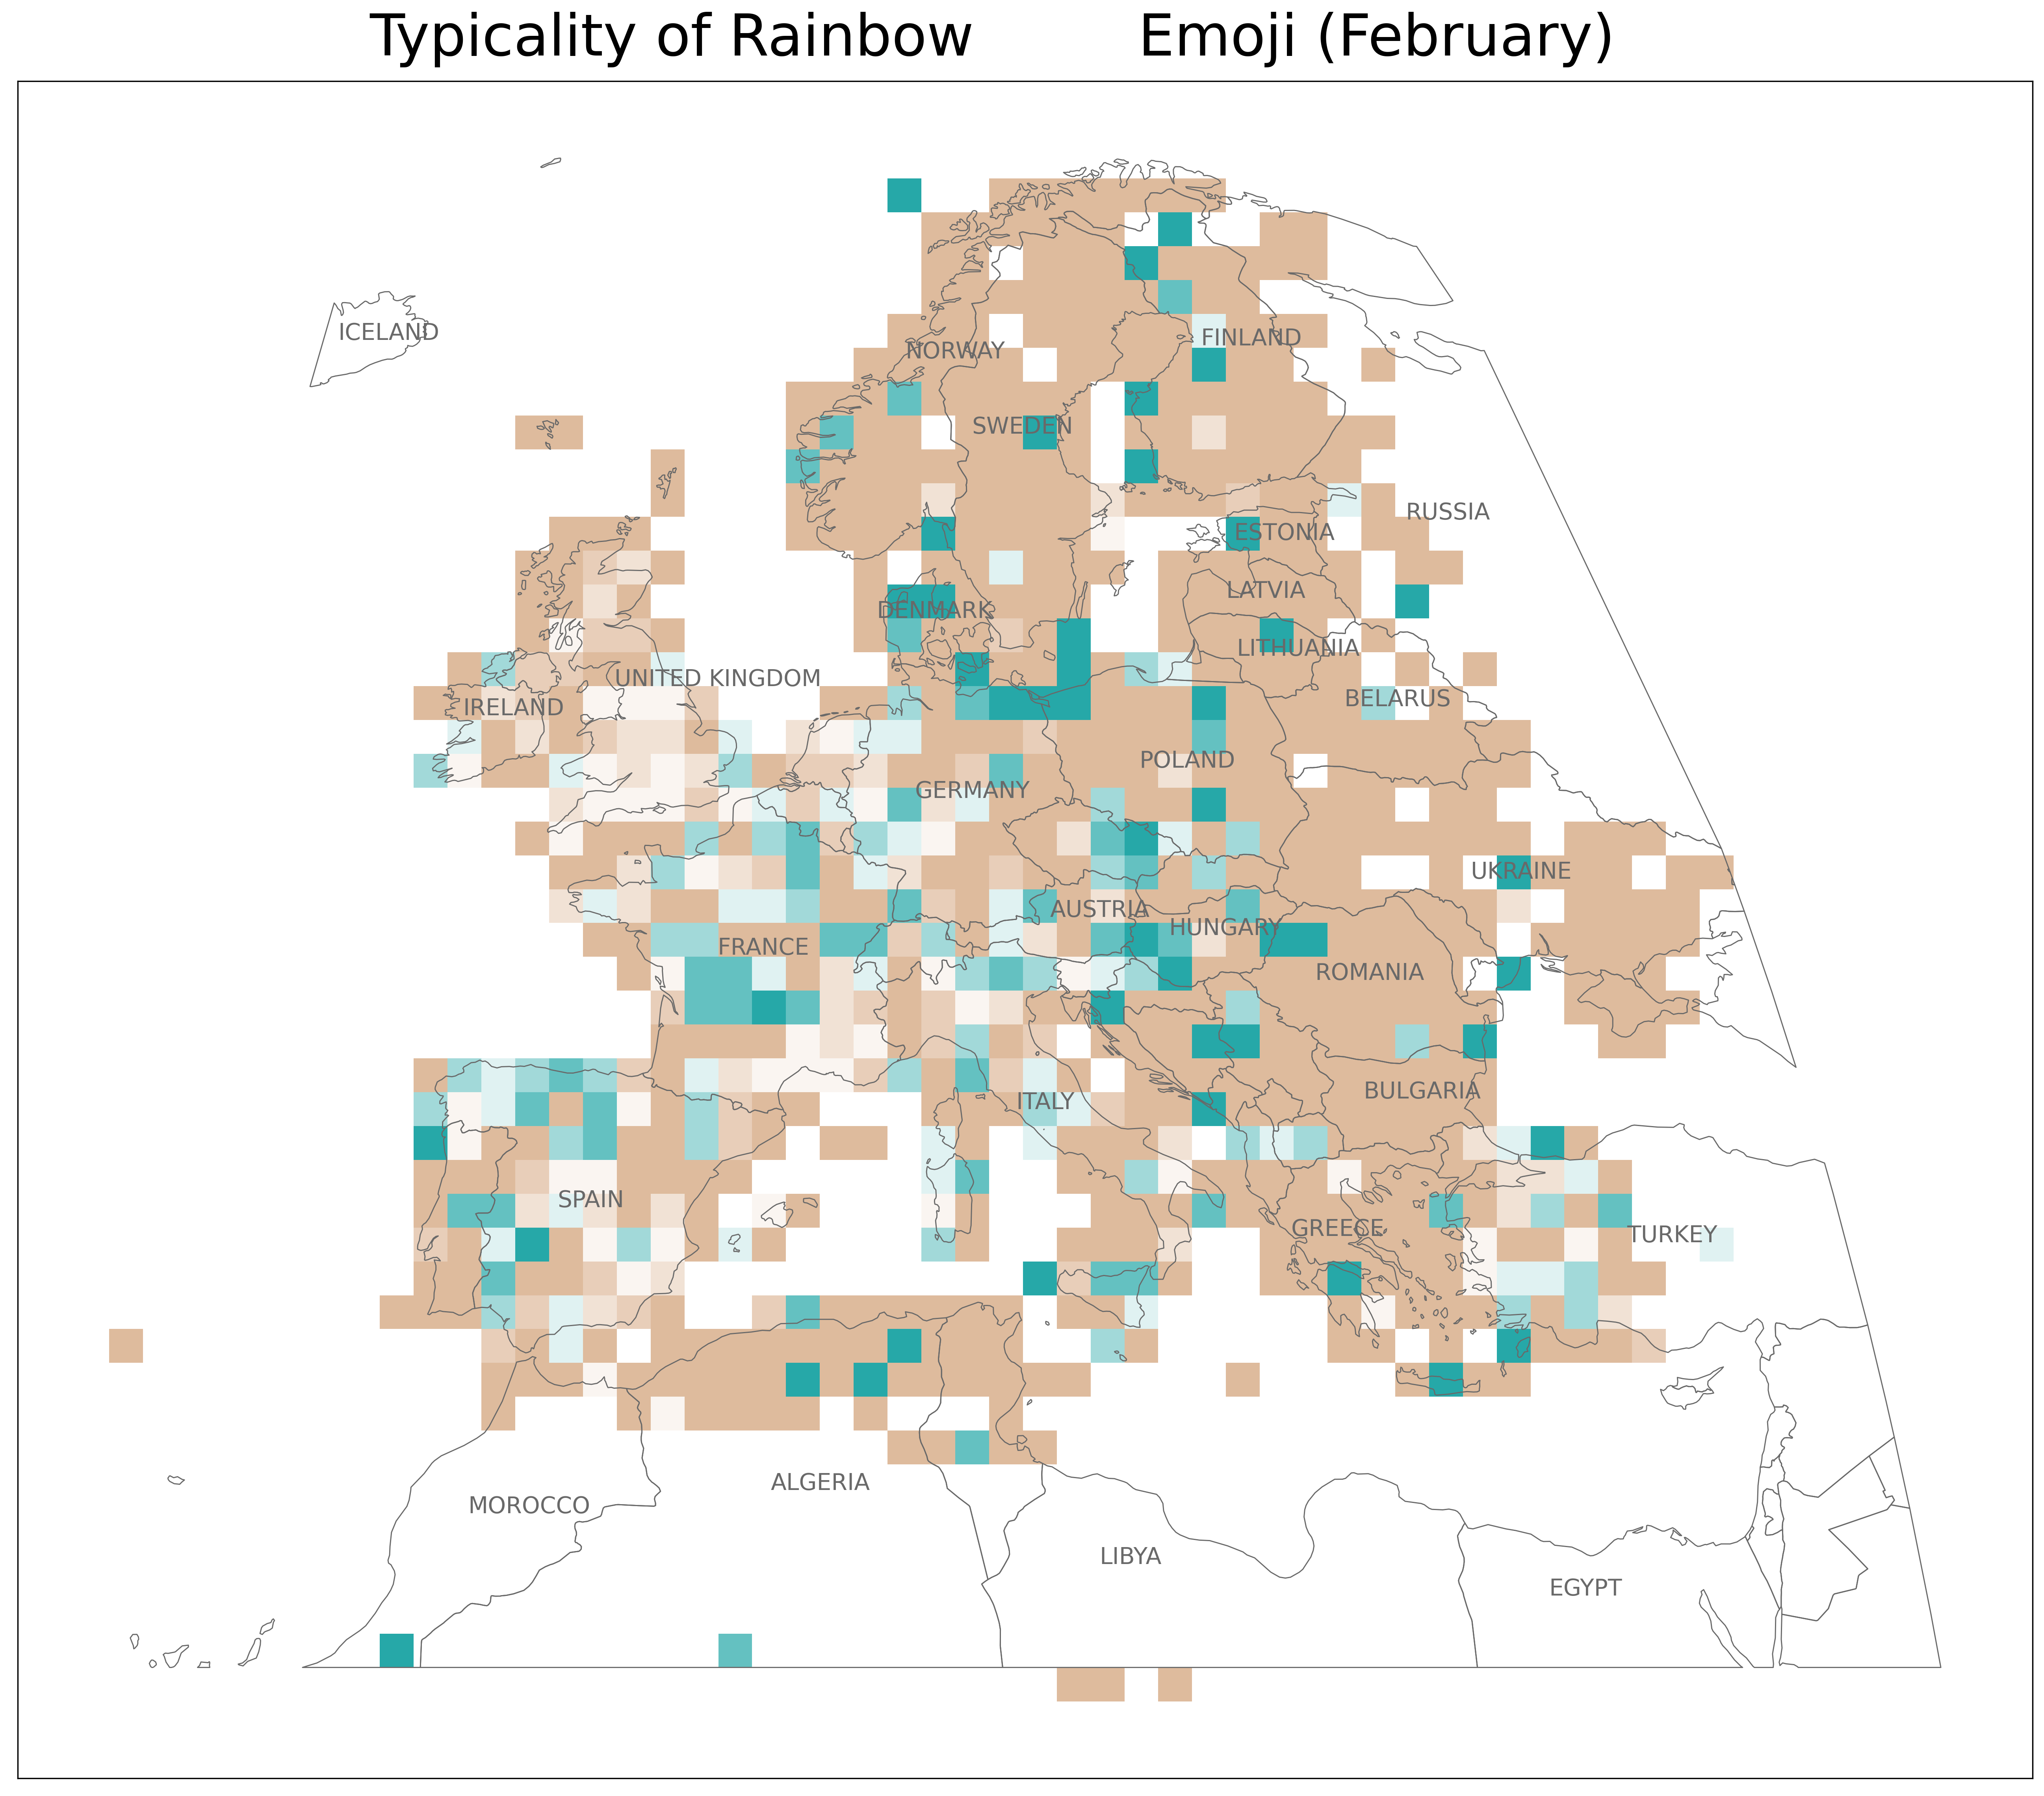 Typicality of Rainbow Emoji (February)
ICELAND
NORWAY
FINLAND
SWEDEN
RUSSIA
ESTONIA
LATVIA
DENMARK
LITHUANIA
UNITED KINGDOM
IRELAND
BELARUS
POLAND
GERMANY
UKRAINE
AUSTRIA
HUNGARY
FRANCE
ROMANIA
BULGARIA
ITALY
SPAIN
GREECE
TURKEY
ALGERIA
MOROCCO
LIBYA
EGYPT